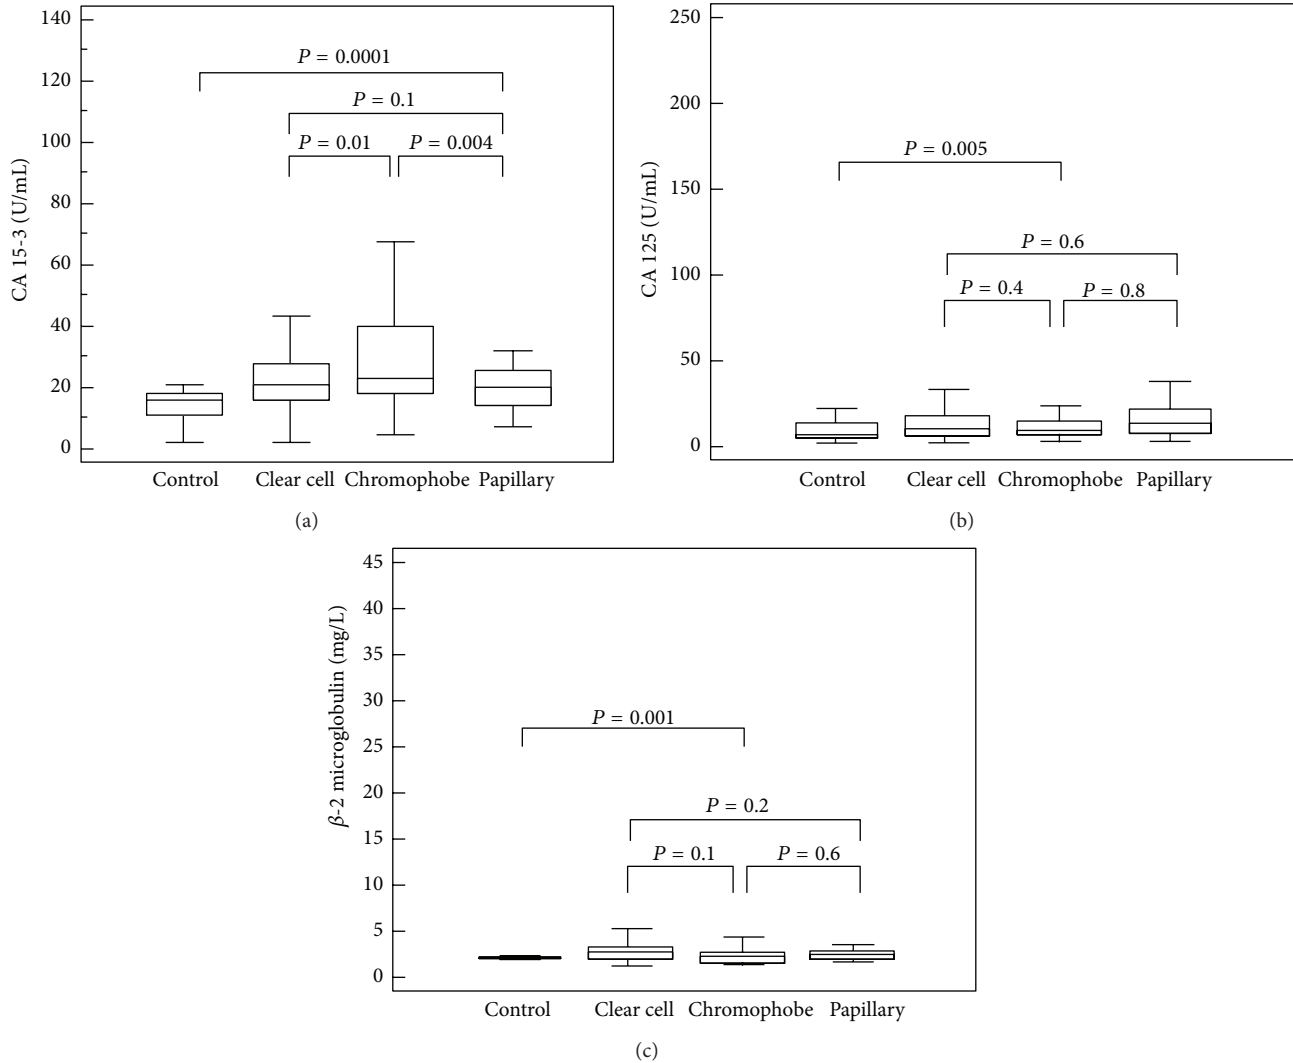 CA 15-3 (U/mL)
140
120
100
80
60
40
20
0
P = 0.0001
P = 0.1
P = 0.01
P = 0.004
Control
Clear cell
Chromophobe
Papillary
(a)
CA 125 (U/mL)
250
200
150
100
50
0
P = 0.005
P = 0.6
P = 0.4
P = 0.8
Control
Clear cell
Chromophobe
Papillary
(b)
β-2 microglobulin (mg/L)
45
40
35
30
25
20
15
10
5
0
P = 0.001
P = 0.2
P = 0.1
P = 0.6
Control
Clear cell
Chromophobe
Papillary
(c)